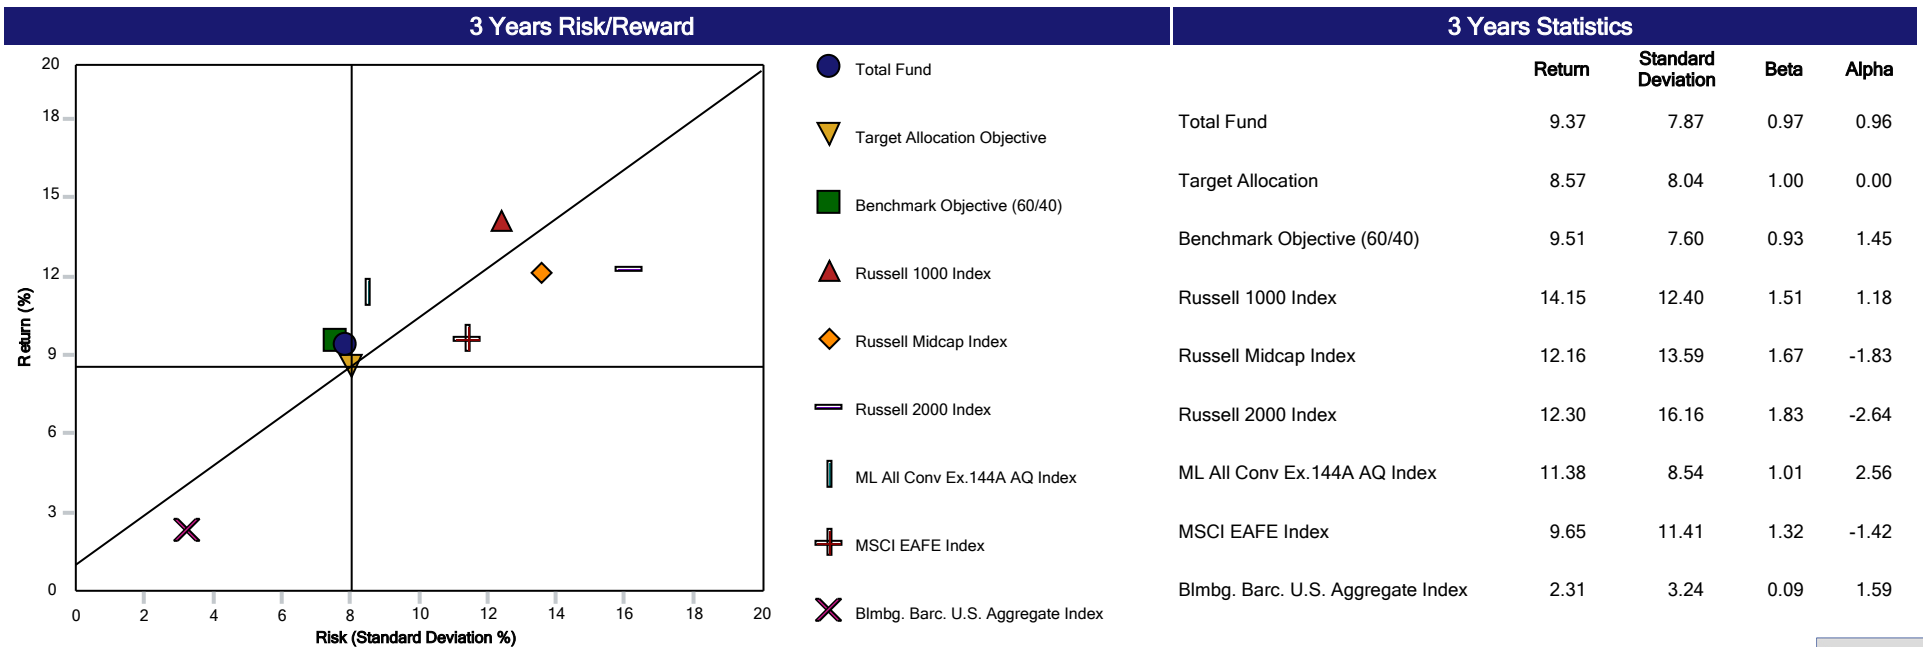 3 Years Risk/Reward
20
18
15
12
9
6
3
0
0 2 4 6 8 10 12 14 16 18 20
Return (%)
Risk (Standard Deviation %)
Total Fund
Target Allocation Objective
Benchmark Objective (60/40)
Russell 1000 Index
Russell Midcap Index
Russell 2000 Index
ML All Conv Ex.144A AQ Index
MSCI EAFE Index
Blmbg. Barc. U.S. Aggregate Index
3 Years Statistics
Return Standard Deviation Beta Alpha
Total Fund 9.37 7.87 0.97 0.96
Target Allocation 8.57 8.04 1.00 0.00
Benchmark Objective (60/40) 9.51 7.60 0.93 1.45
Russell 1000 Index 14.15 12.40 1.51 1.18
Russell Midcap Index 12.16 13.59 1.67 -1.83
Russell 2000 Index 12.30 16.16 1.83 -2.64
ML All Conv Ex.144A AQ Index 11.38 8.54 1.01 2.56
MSCI EAFE Index 9.65 11.41 1.32 -1.42
Blmbg. Barc. U.S. Aggregate Index 2.31 3.24 0.09 1.59